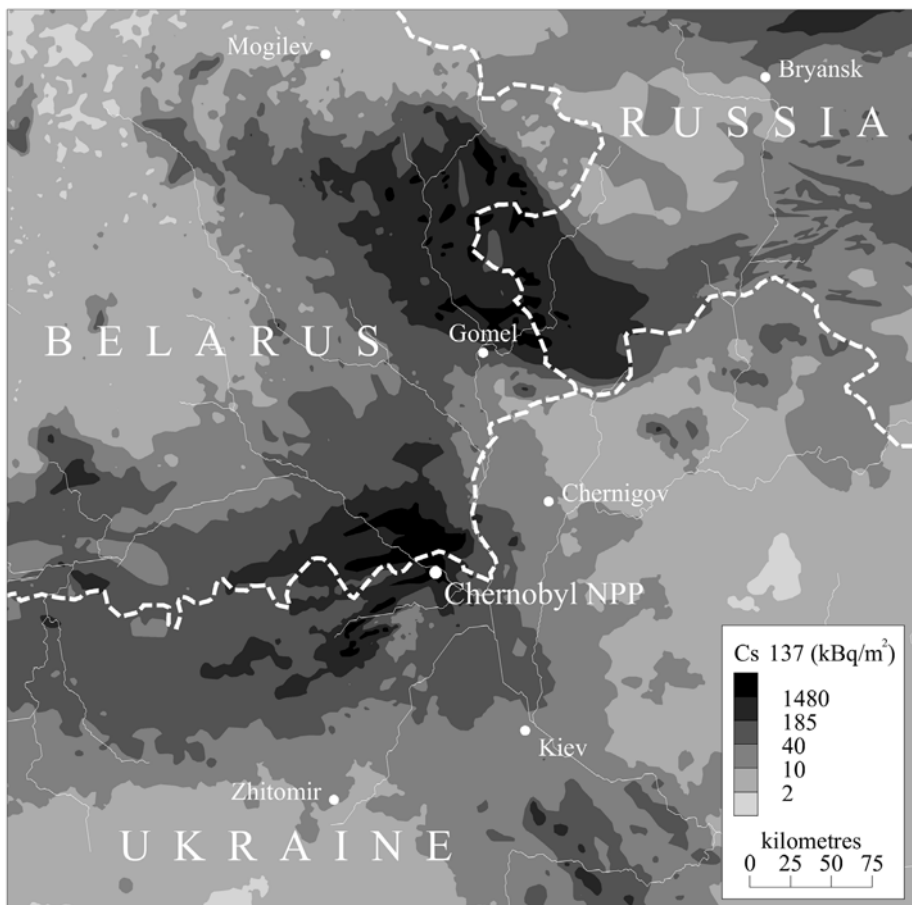 Mogilev
Bryansk
RUSSIA
BELARUS
Gomel
Chernigov
Chernobyl NPP
Kiev
Zhitomir
UKRAINE
Cs 137 (kBq/m²)
1480
185
40
10
2
kilometres
0 25 50 75